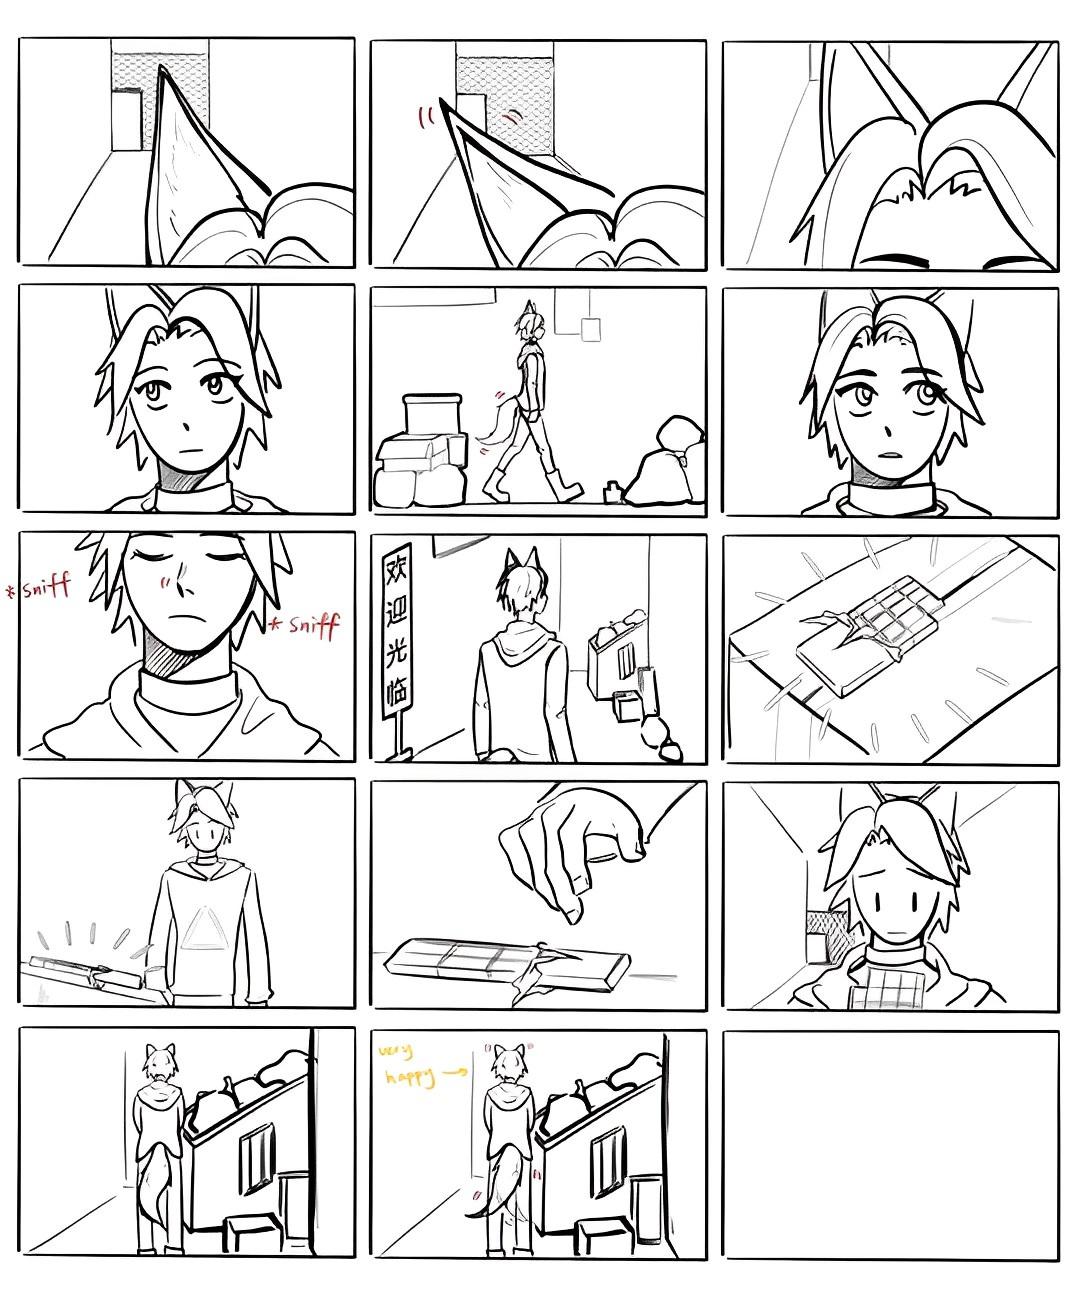 * sniff
* sniff
欢迎光临
very
happy →